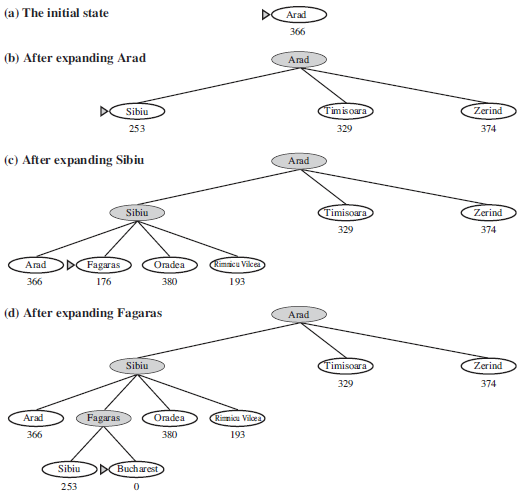 (a) The initial state
Arad
366
(b) After expanding Arad
Arad
Sibiu Timisoara Zerind
253 329 374
(c) After expanding Sibiu
Arad
Sibiu Timisoara Zerind
329 374
Arad Fagaras Oradea Rimnicu Vilcea
366 176 380 193
(d) After expanding Fagaras
Arad
Sibiu Timisoara Zerind
329 374
Arad Fagaras Oradea Rimnicu Vilcea
366 380 193
Sibiu Bucharest
253 0